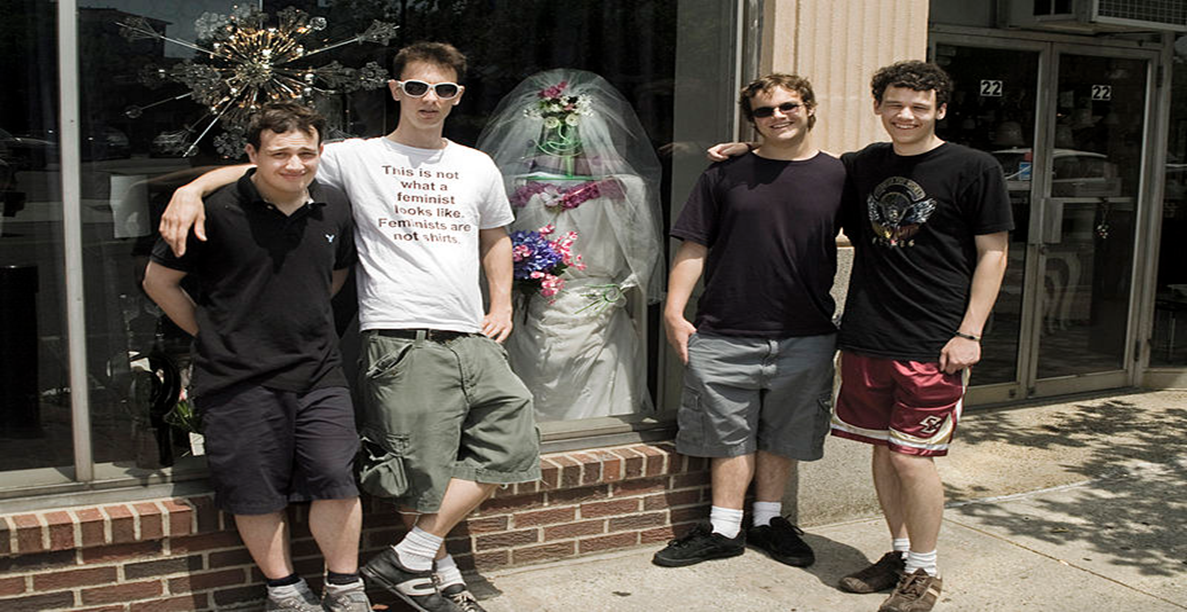 This is not
what a
feminist
looks like.
Feminists are
not shirts.
22
22